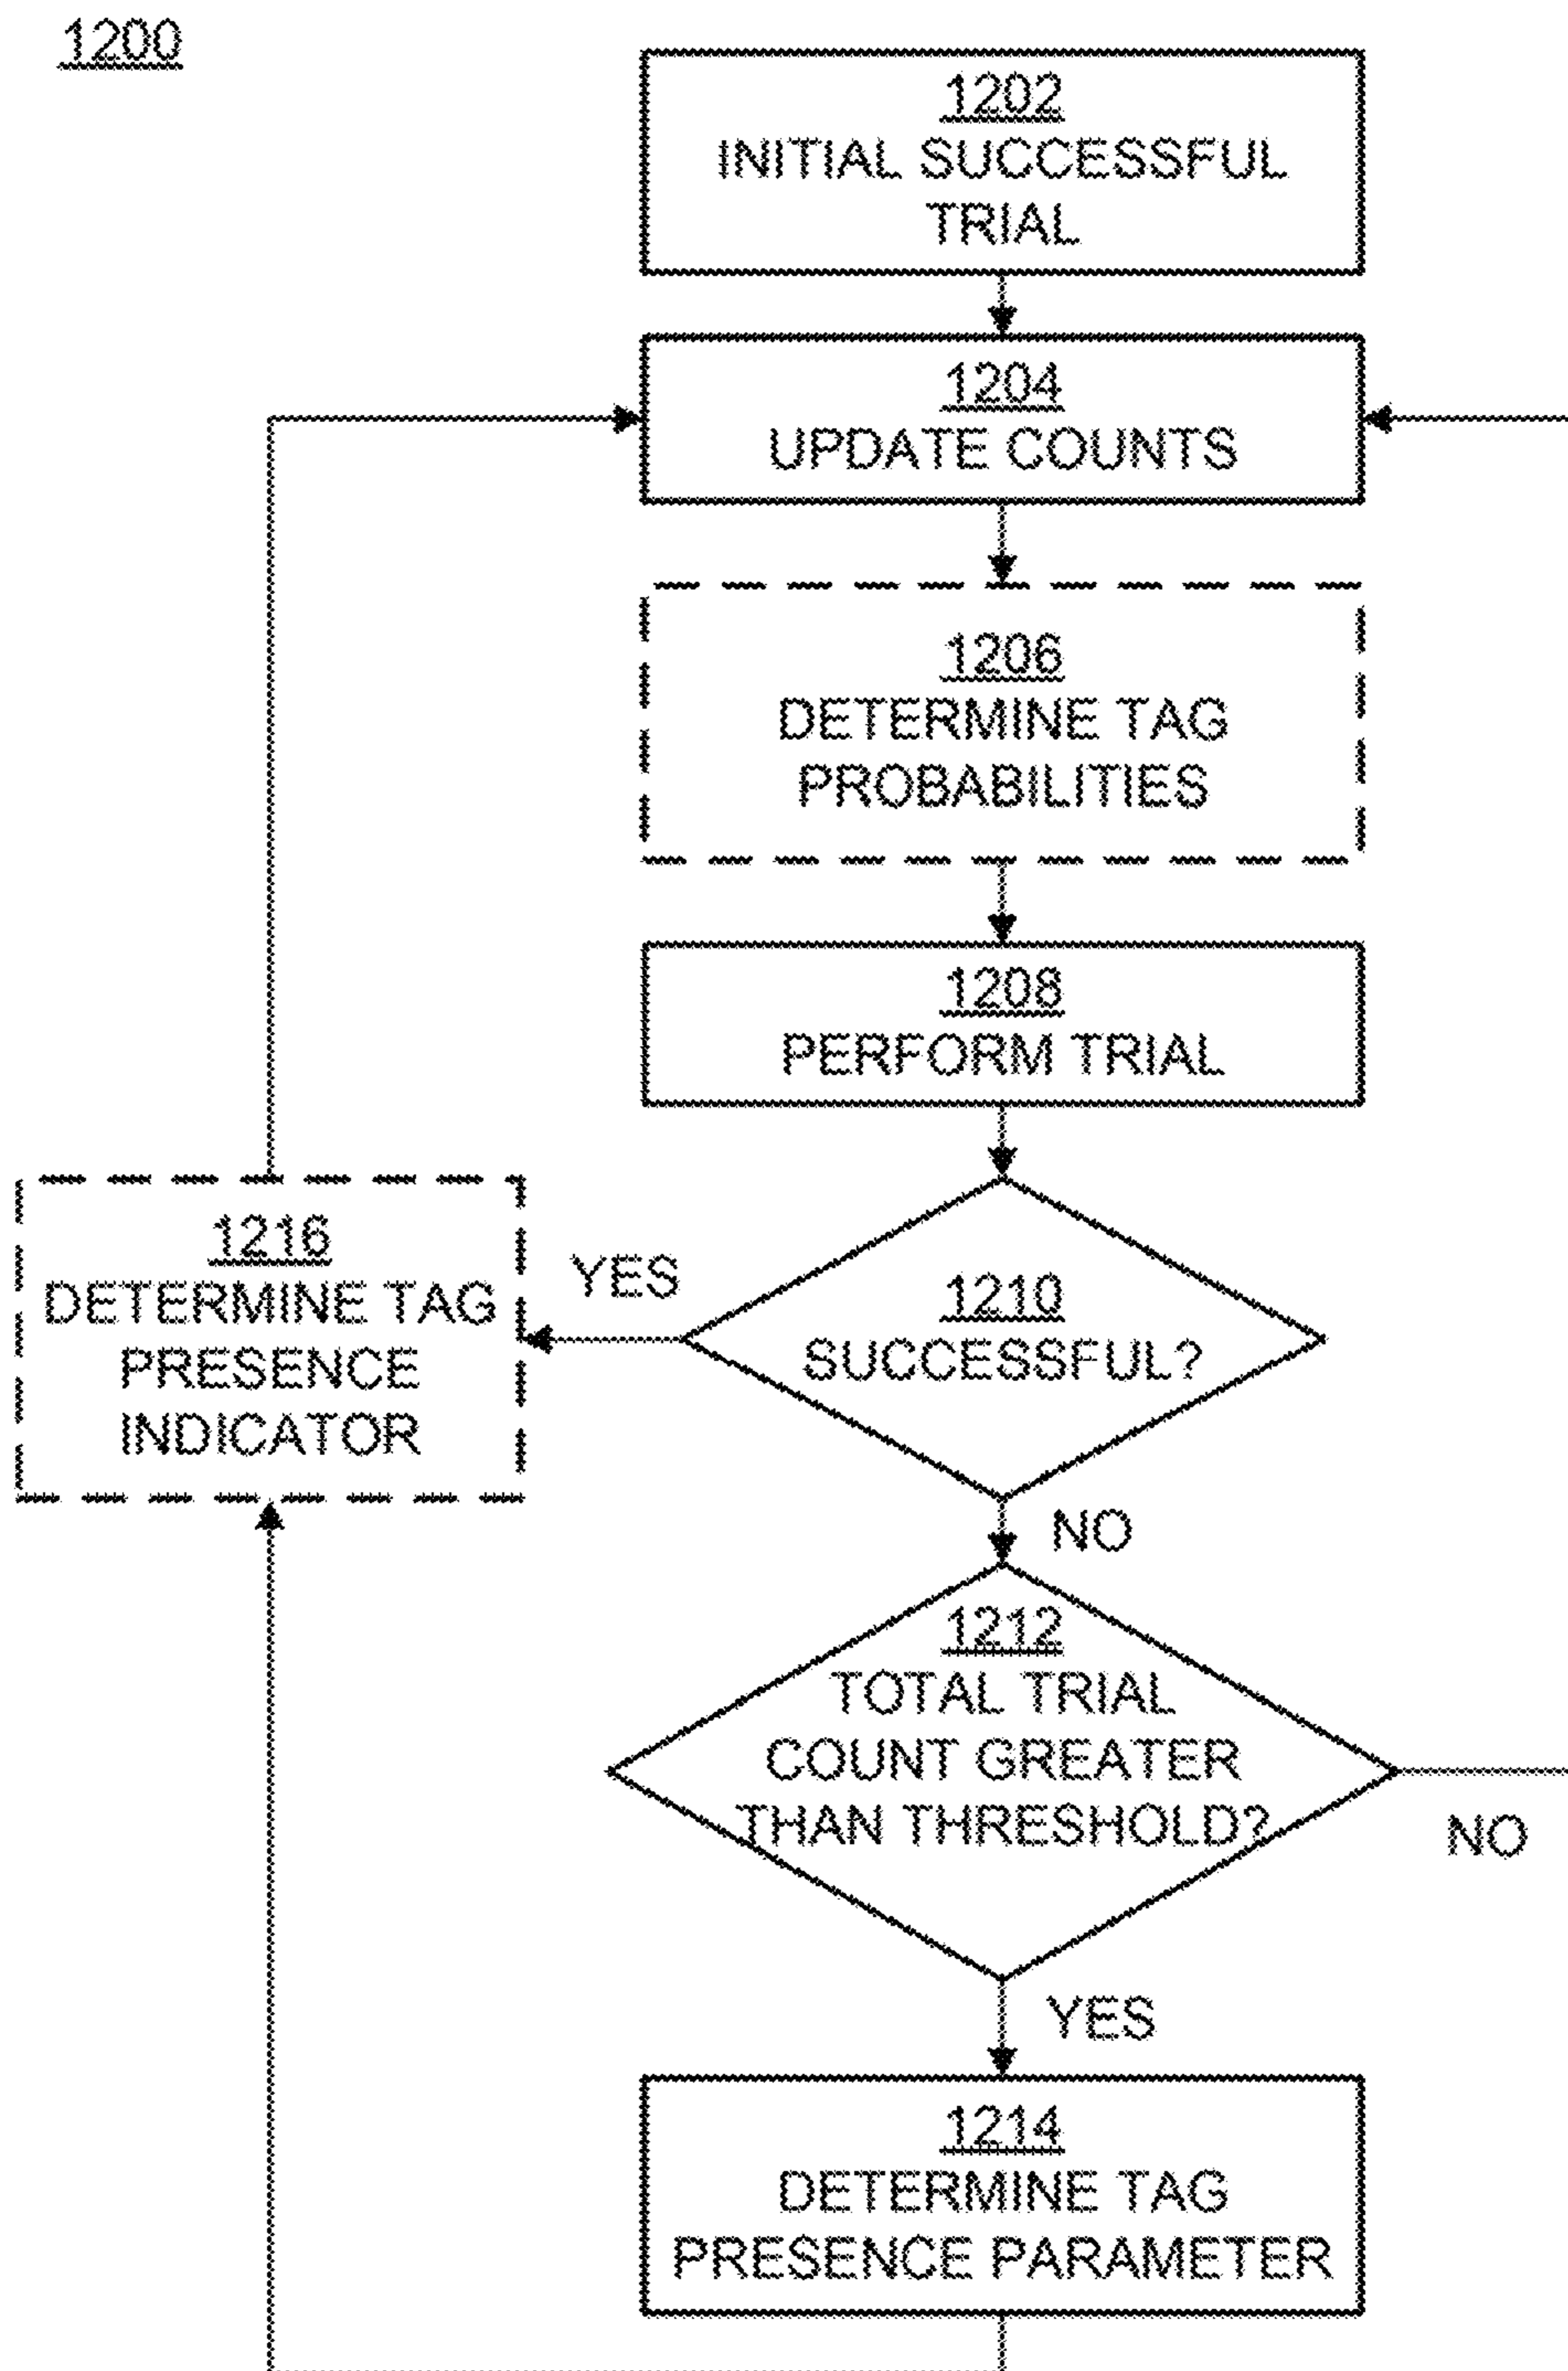 1200
1202
INITIAL SUCCESSFUL
TRIAL
1204
UPDATE COUNTS
1206
DETERMINE TAG
PROBABILITIES
1208
PERFORM TRIAL
1216
DETERMINE TAG
PRESENCE
INDICATOR
YES
1210
SUCCESSFUL?
NO
1212
TOTAL TRIAL
COUNT GREATER
THAN THRESHOLD?
NO
YES
1214
DETERMINE TAG
PRESENCE PARAMETER